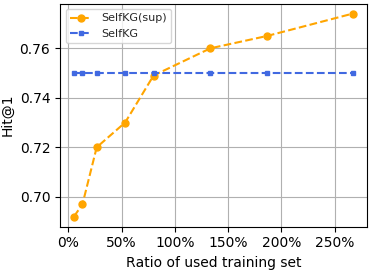 SelfKG(sup)
SelfKG
0.76
0.74
0.72
0.70
Hit@1
0% 50% 100% 150% 200% 250%
Ratio of used training set